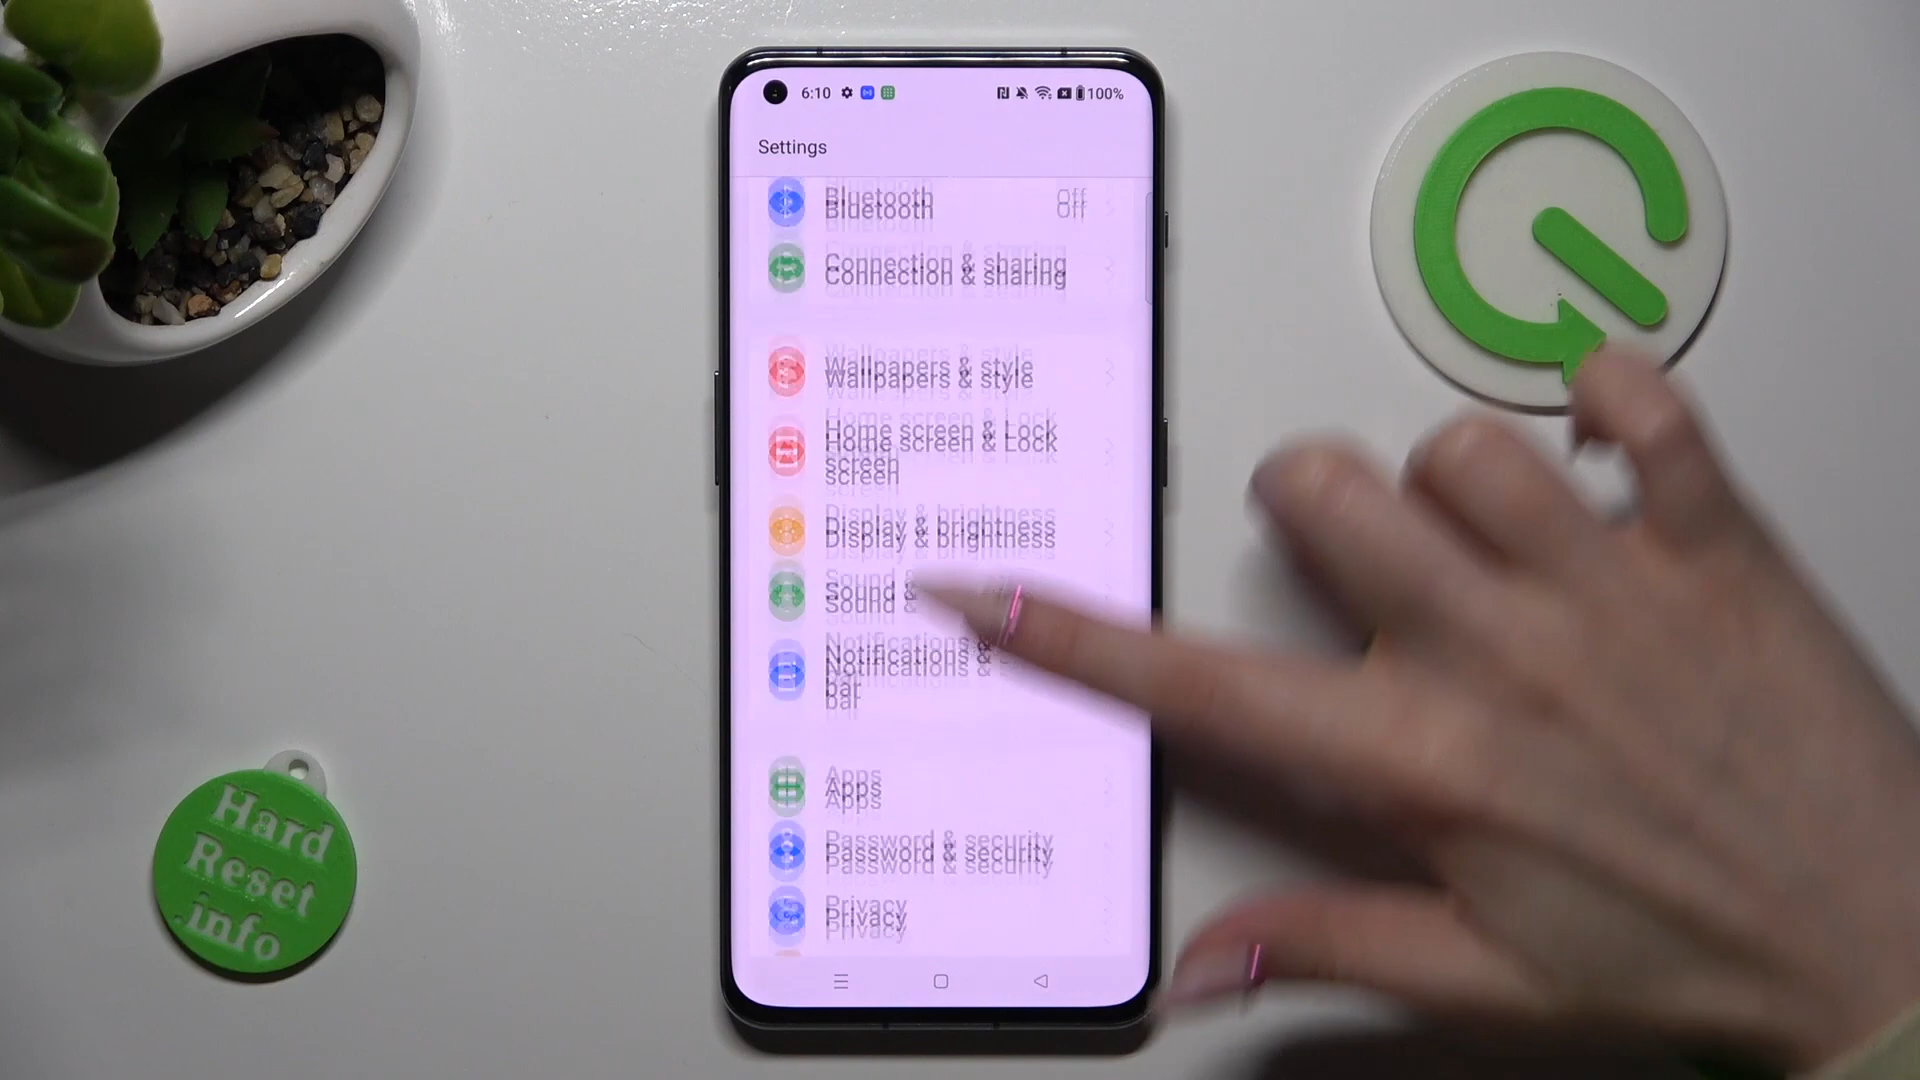 6:10
100%
Settings
Bluetooth Off
Connection & sharing
Wallpapers & style
Home screen & Lock
screen
Display & brightness
Sound &
Notifications &
bar
Apps
Password & security
Privacy
Hard
Reset
.info